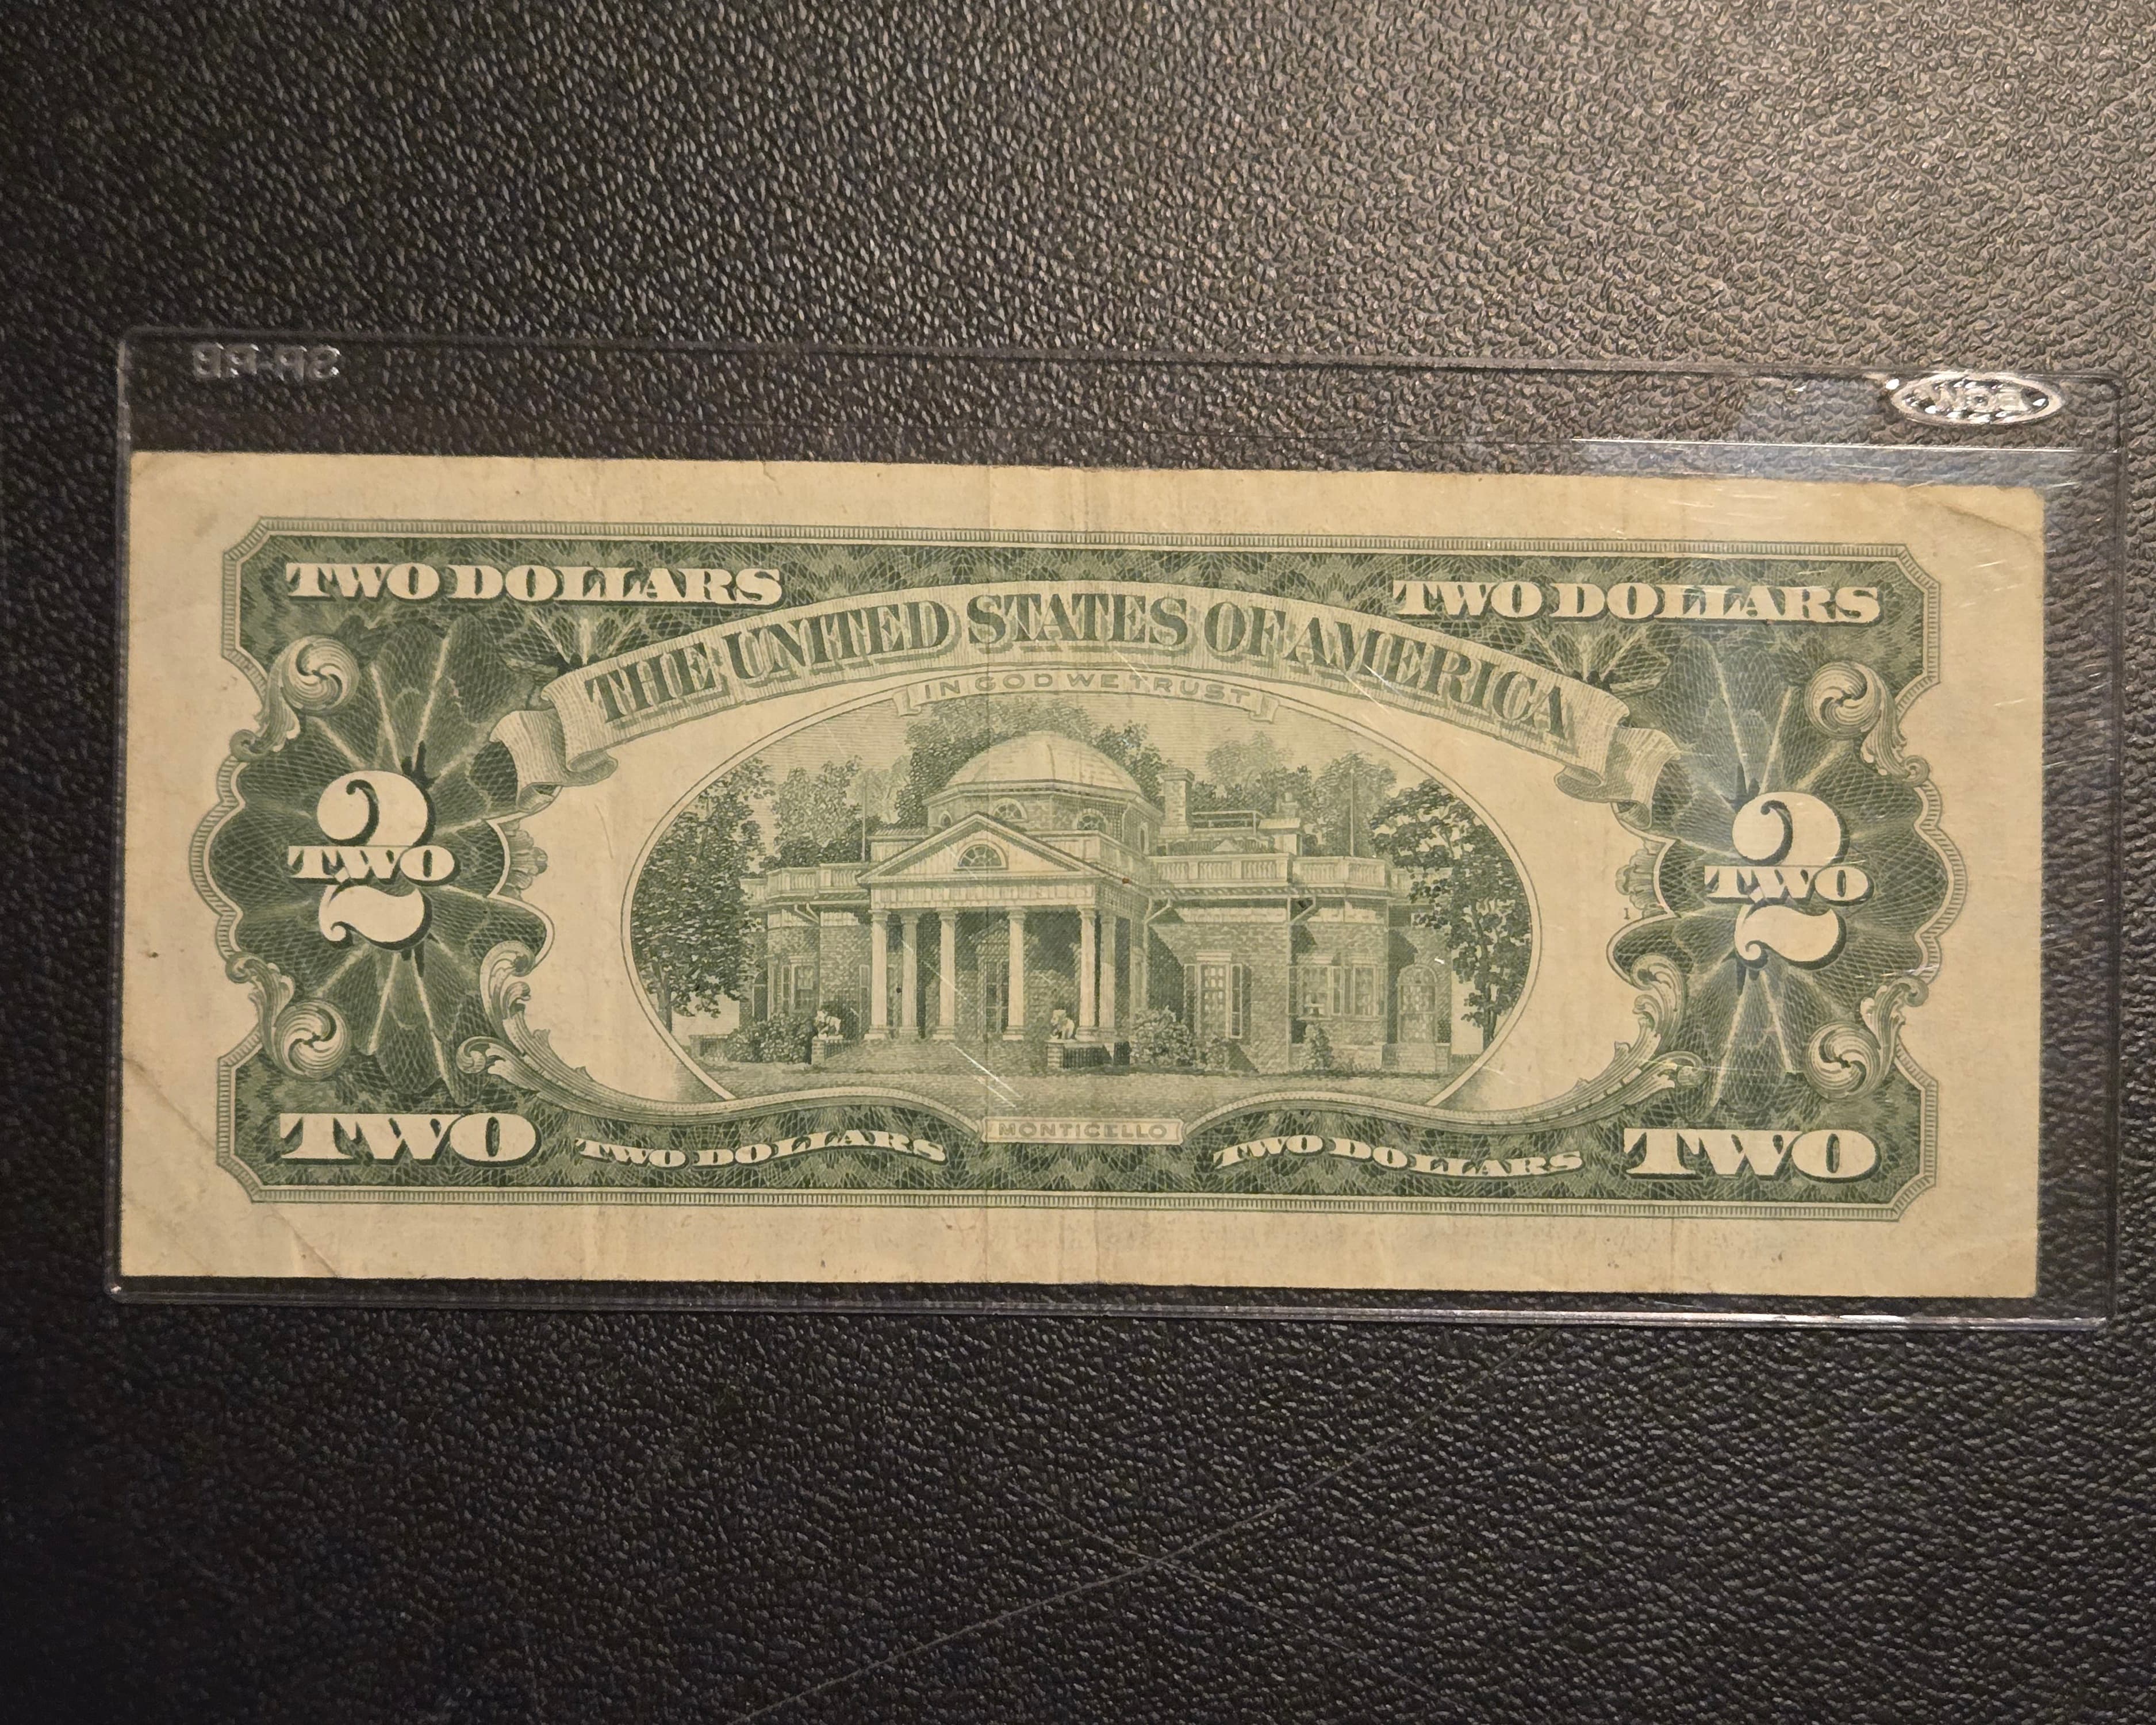 TWO DOLLARS
TWO DOLLARS
THE UNITED STATES OF AMERICA
IN GOD WE TRUST
2
TWO
2
TWO
1
MONTICELLO
TWO
TWO DOLLARS
TWO DOLLARS
TWO